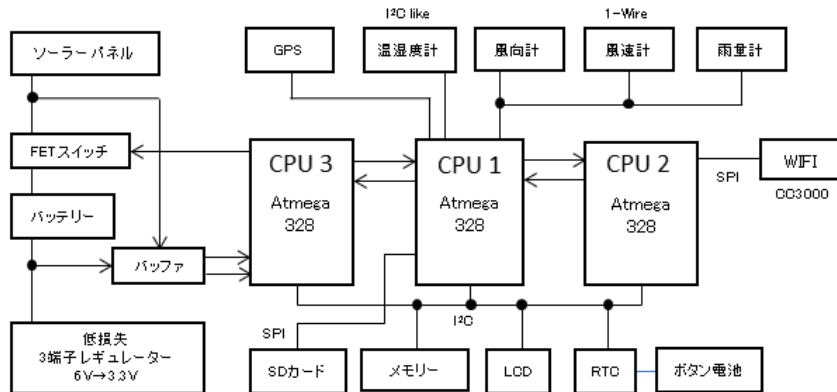 I²C like
1-Wire
ソーラーパネル
GPS
温湿度計
風向計
風速計
雨量計
FETスイッチ
CPU 3
Atmega
328
CPU 1
Atmega
328
CPU 2
Atmega
328
SPI
WIFI
CC3000
バッテリー
バッファ
I²C
SPI
低損失
3端子レギュレーター
6V→3.3V
SDカード
メモリー
LCD
RTC
ボタン電池